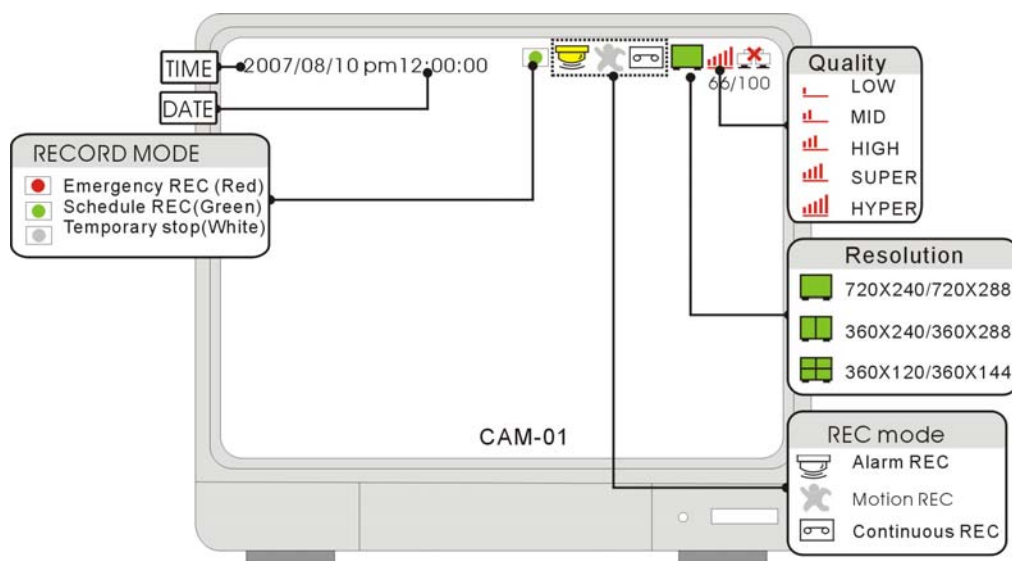 TIME
2007/08/10 pm12:00:00
66/100
DATE
RECORD MODE
Emergency REC (Red)
Schedule REC(Green)
Temporary stop(White)
Quality
LOW
MID
HIGH
SUPER
HYPER
Resolution
720X240/720X288
360X240/360X288
360X120/360X144
CAM-01
REC mode
Alarm REC
Motion REC
Continuous REC